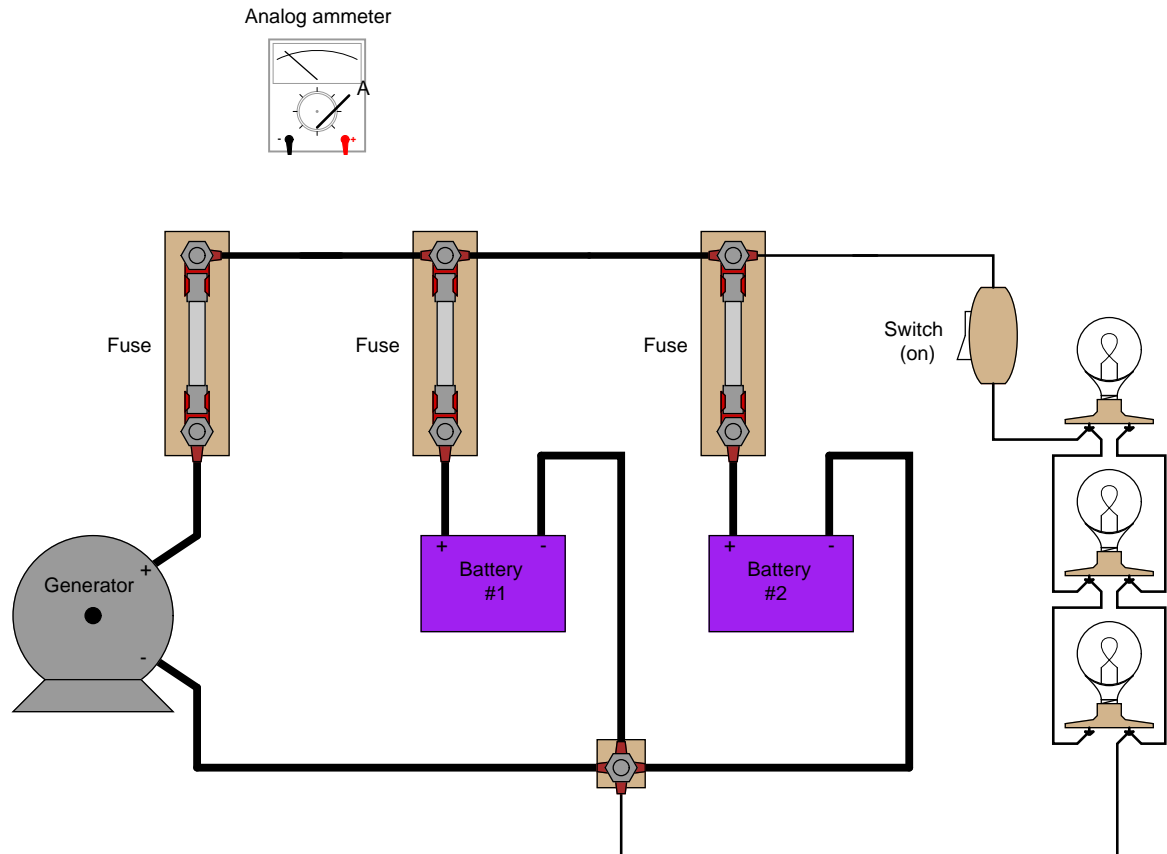 Analog ammeter
A
- +
Fuse
Fuse
Fuse
Switch
(on)
+
-
+
-
+
Generator
-
Battery
#1
Battery
#2